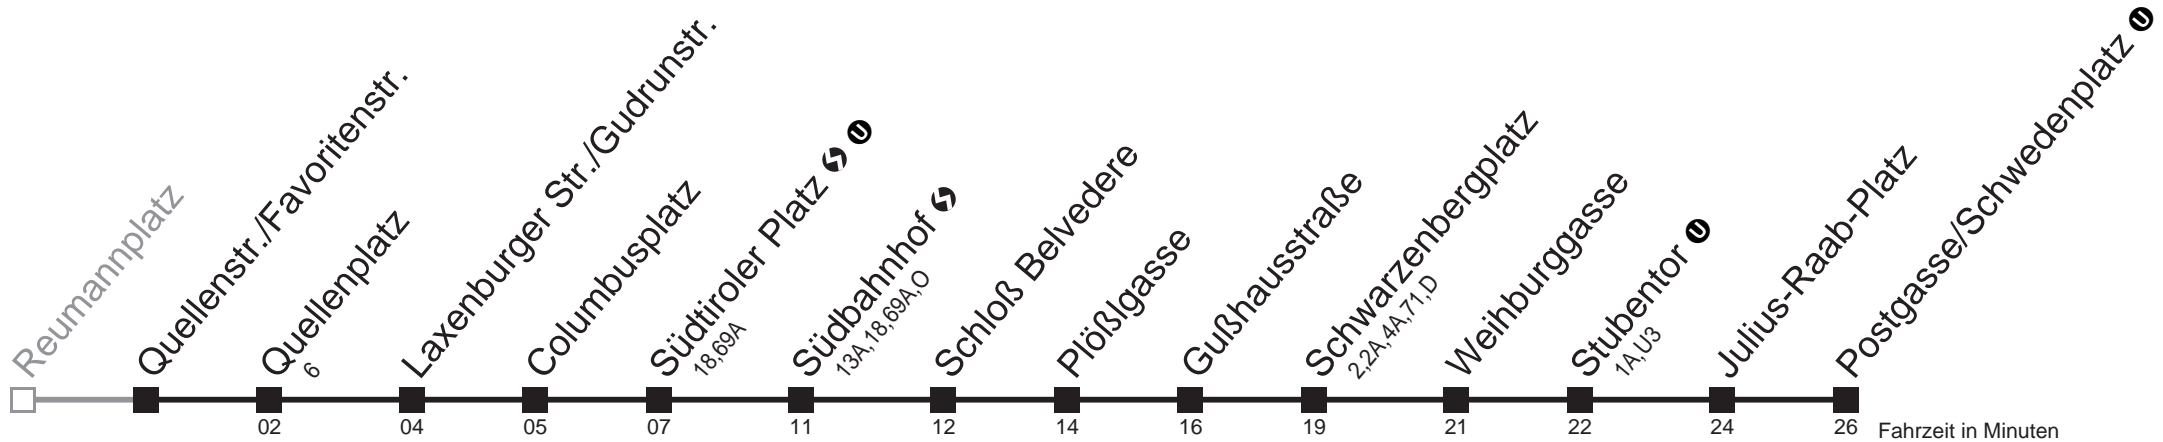 Reumannplatz
Quellenstr./Favoritenstr.
Quellenplatz
6
Laxenburger Str./Gudrunstr.
Columbusplatz
Südtiroler Platz U
18,69A
Südbahnhof
13A,18,69A,O
Schloß Belvedere
Plößlgasse
Gußhausstraße
Schwarzenbergplatz
2,2A,4A,71,D
Weihburggasse
Stubentor U
1A,U3
Julius-Raab-Platz
Postgasse/Schwedenplatz U
02 04 05 07 11 12 14 16 19 21 22 24 26 Fahrzeit in Minuten